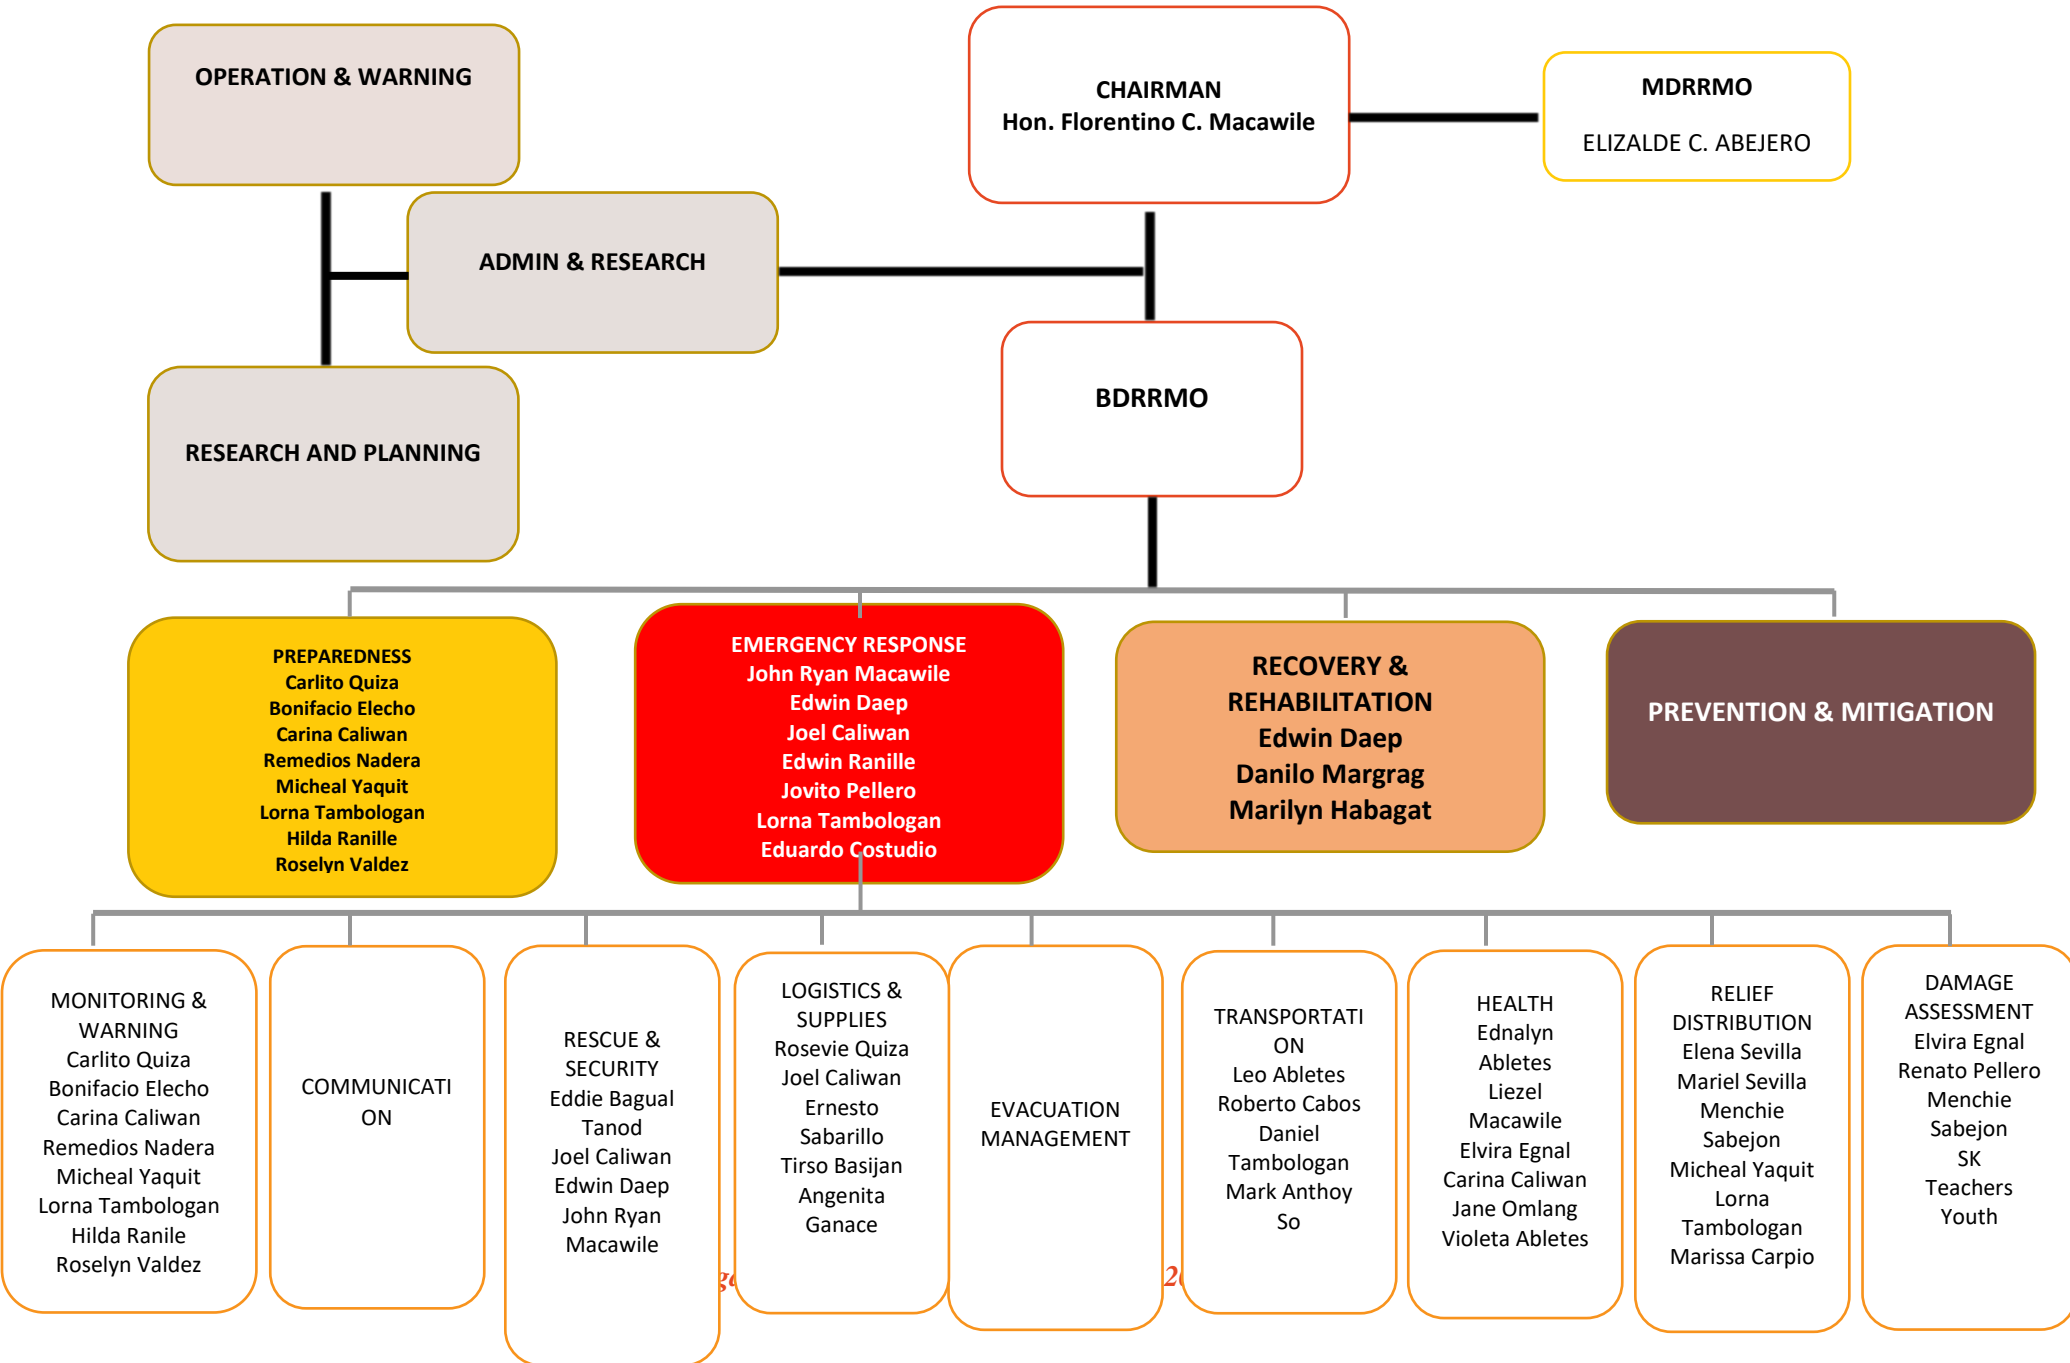 OPERATION & WARNING
CHAIRMAN
Hon. Florentino C. Macawile
MDRRMO
ELIZALDE C. ABEJERO
ADMIN & RESEARCH
BDRRMO
RESEARCH AND PLANNING
PREPAREDNESS
Carlito Quiza
Bonifacio Elecho
Carina Caliwan
Remedios Nadera
Micheal Yaquit
Lorna Tambologan
Hilda Ranille
Roselyn Valdez
EMERGENCY RESPONSE
John Ryan Macawile
Edwin Daep
Joel Caliwan
Edwin Ranille
Jovito Pellero
Lorna Tambologan
Eduardo Costudio
RECOVERY &
REHABILITATION
Edwin Daep
Danilo Margrag
Marilyn Habagat
PREVENTION & MITIGATION
MONITORING &
WARNING
Carlito Quiza
Bonifacio Elecho
Carina Caliwan
Remedios Nadera
Micheal Yaquit
Lorna Tambologan
Hilda Ranile
Roselyn Valdez
COMMUNICATI
ON
RESCUE &
SECURITY
Eddie Bagual
Tanod
Joel Caliwan
Edwin Daep
John Ryan
Macawile
LOGISTICS &
SUPPLIES
Rosevie Quiza
Joel Caliwan
Ernesto
Sabarillo
Tirso Basijan
Angenita
Ganace
EVACUATION
MANAGEMENT
TRANSPORTATI
ON
Leo Abletes
Roberto Cabos
Daniel
Tambologan
Mark Anthoy
So
HEALTH
Ednalyn
Abletes
Liezel
Macawile
Elvira Egnal
Carina Caliwan
Jane Omlang
Violeta Abletes
RELIEF
DISTRIBUTION
Elena Sevilla
Mariel Sevilla
Menchie
Sabejon
Micheal Yaquit
Lorna
Tambologan
Marissa Carpio
DAMAGE
ASSESSMENT
Elvira Egnal
Renato Pellero
Menchie
Sabejon
SK
Teachers
Youth